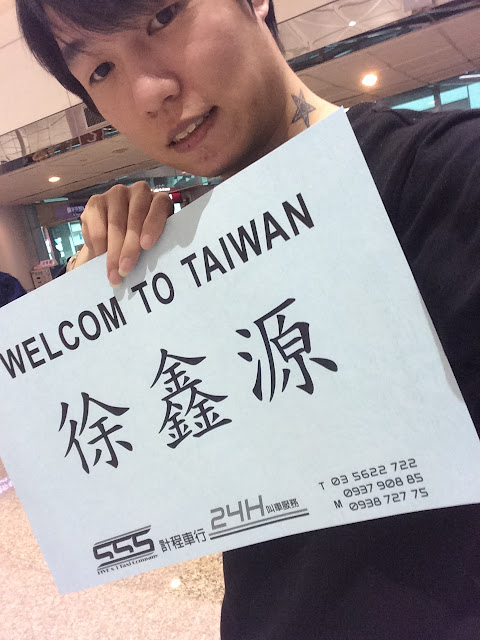 WELCOM TO TAIWAN
徐鑫源
SSS 計程車行 24H 叫車服務
T 03 5622 722
0937 908 85
M 0938 727 75